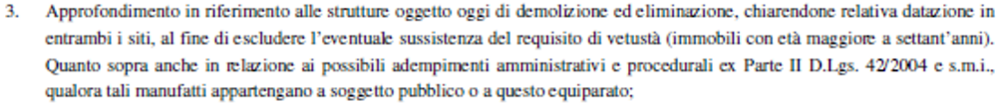 3. Approfondimento in riferimento alle strutture oggetto oggi di demolizione ed eliminazione, chiarendone relativa datazione in
entrambi i siti, al fine di escludere l'eventuale sussistenza del requisito di vetustà (immobili con età maggiore a settant'anni).
Quanto sopra anche in relazione ai possibili adempimenti amministrativi e procedurali ex Parte II D.Lgs. 42/2004 e s.m.i.,
qualora tali manufatti appartengano a soggetto pubblico o a questo equiparato;